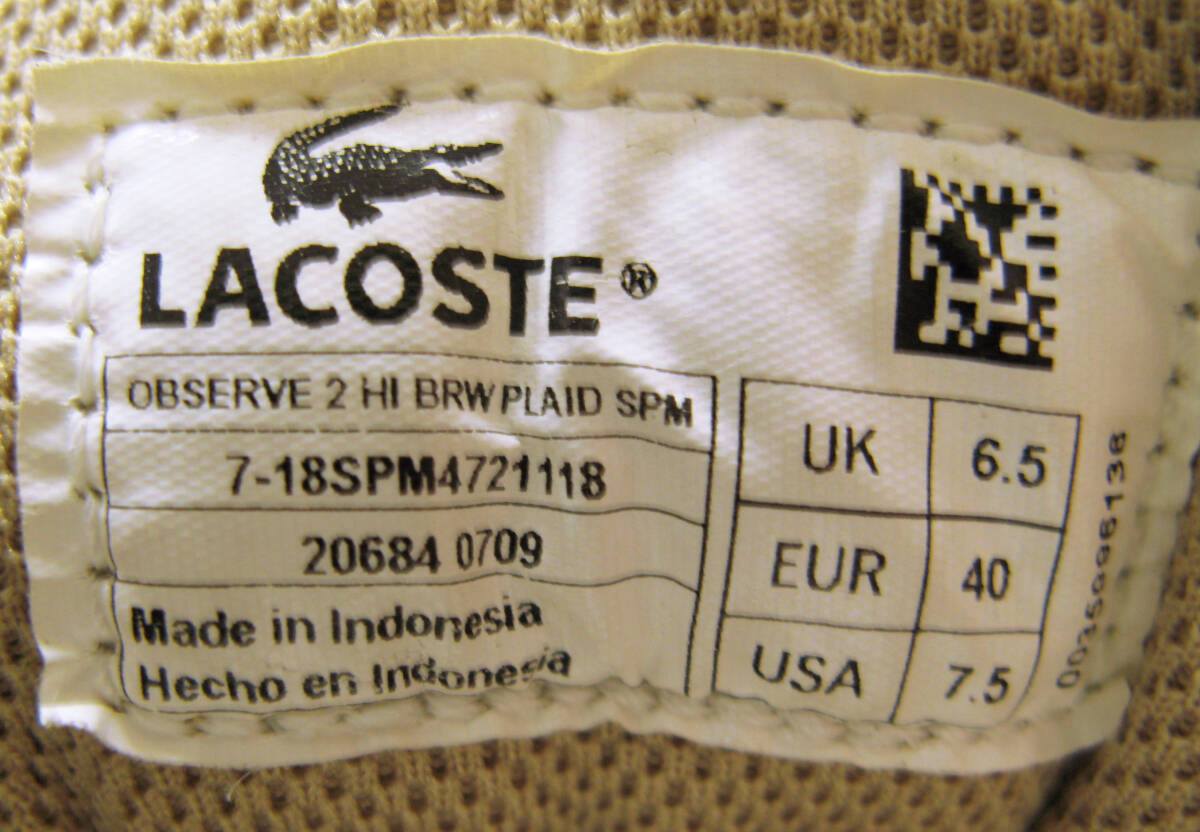 LACOSTE®
OBSERVE 2 HI BRWPLAID SPM
7-18SPM4721118
20684 0709
Made in Indonesia
Hecho en Indonesia
UK 6.5
EUR 40
USA 7.5
0035996138